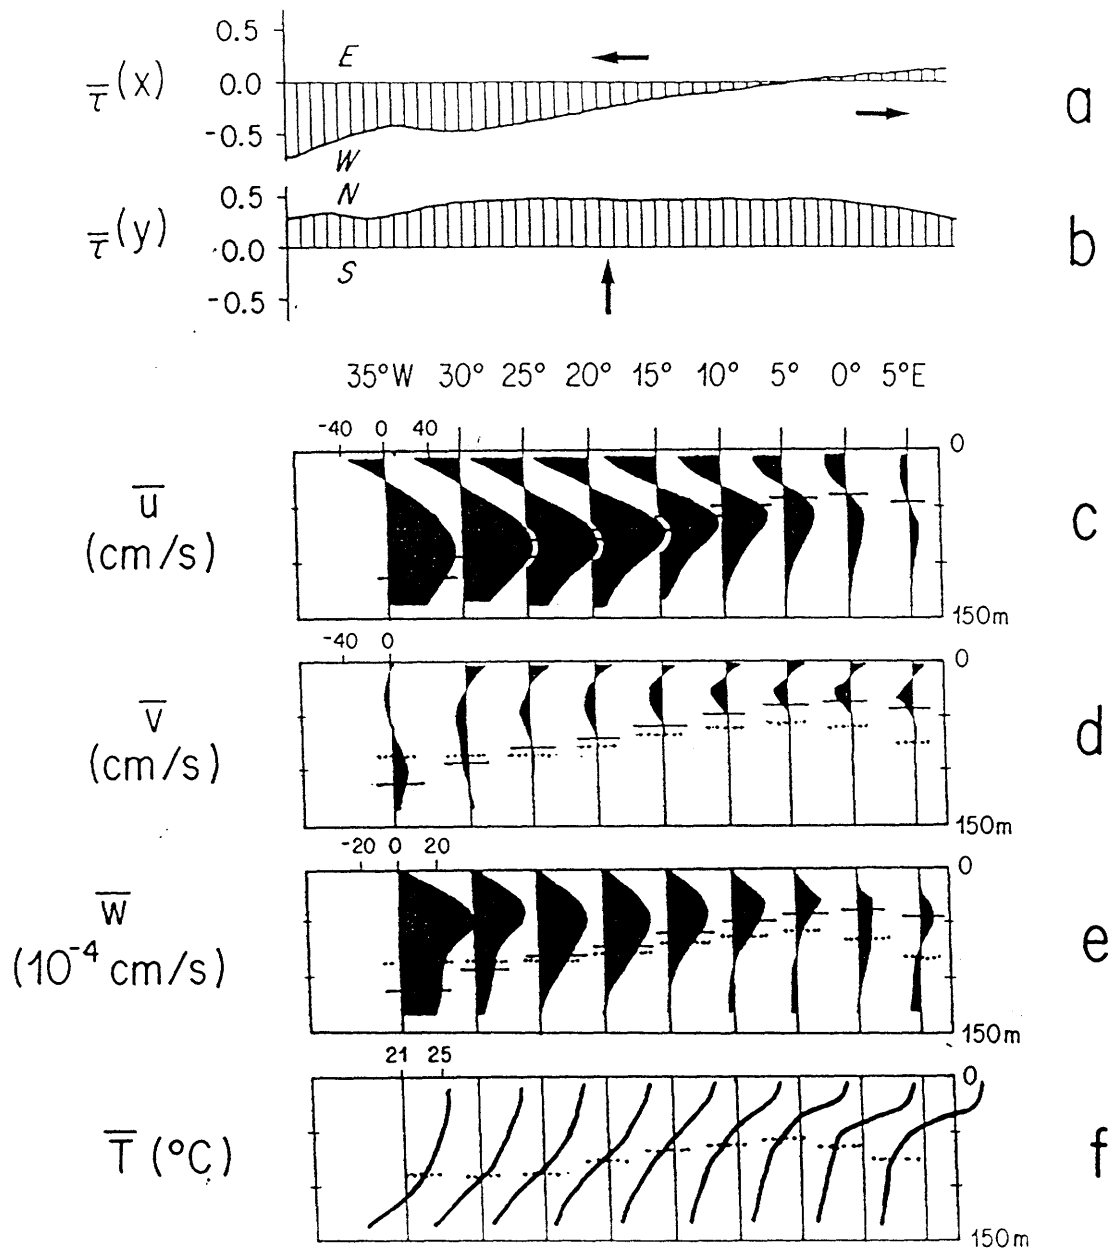 0.5
E
τ̅(x)
0.0
a
-0.5
W
0.5
N
τ̅(y)
0.0
b
S
-0.5
35°W 30° 25° 20° 15° 10° 5° 0° 5°E
-40 0 40
0
u̅
(cm/s)
c
150m
-40 0
0
v̅
(cm/s)
d
150m
-20 0 20
0
w̅
(10⁻⁴ cm/s)
e
150m
21 25
0
T̅ (°C)
f
150m